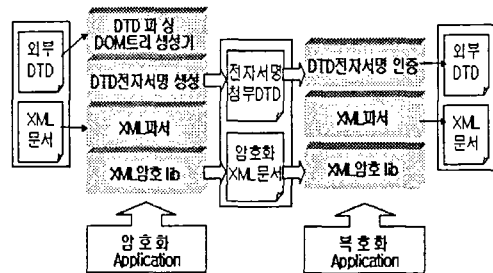 외부
DTD
XML
문서
DTD 파싱
DOM트리 생성기
DTD전자서명 생성
XML파서
XML암호 lib
전자서명
첨부DTD
암호화
XML문서
DTD전자서명 인증
XML파서
XML암호 lib
외부
DTD
XML
문서
암호화
Application
복호화
Application